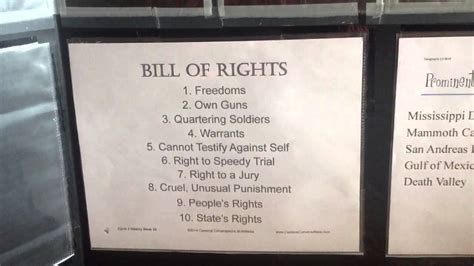 BILL OF RIGHTS
1. Freedoms
2. Own Guns
3. Quartering Soldiers
4. Warrants
5. Cannot Testify Against Self
6. Right to Speedy Trial
7. Right to a Jury
8. Cruel, Unusual Punishment
9. People's Rights
10. State's Rights
Prominent
Mississippi D
Mammoth Ca
San Andreas
Gulf of Mexic
Death Valley